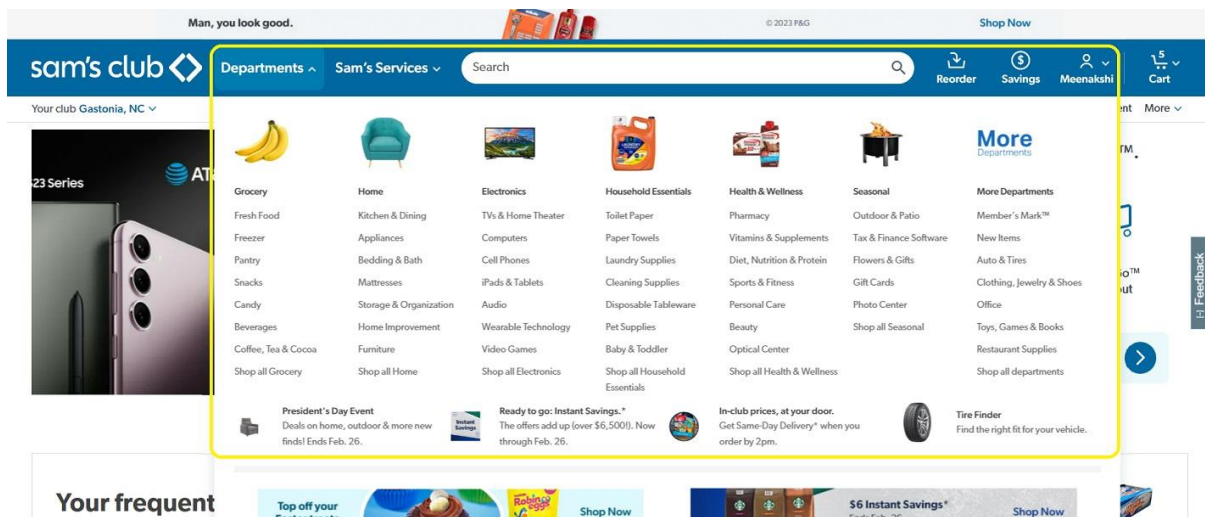 Man, you look good.
© 2023 P&G
Shop Now
sam's club
Departments
Sam's Services
Search
Reorder
Savings
Meenakshi
5
Cart
Your club Gastonia, NC
More
S23 Series
AT
More
Departments
Grocery
Fresh Food
Freezer
Pantry
Snacks
Candy
Beverages
Coffee, Tea & Cocoa
Shop all Grocery
Home
Kitchen & Dining
Appliances
Bedding & Bath
Mattresses
Storage & Organization
Home Improvement
Furniture
Shop all Home
Electronics
TVs & Home Theater
Computers
Cell Phones
iPads & Tablets
Audio
Wearable Technology
Video Games
Shop all Electronics
Household Essentials
Toilet Paper
Paper Towels
Laundry Supplies
Cleaning Supplies
Disposable Tableware
Pet Supplies
Baby & Toddler
Shop all Household
Essentials
Health & Wellness
Pharmacy
Vitamins & Supplements
Diet, Nutrition & Protein
Sports & Fitness
Personal Care
Beauty
Optical Center
Shop all Health & Wellness
Seasonal
Outdoor & Patio
Tax & Finance Software
Flowers & Gifts
Gift Cards
Photo Center
Shop all Seasonal
More Departments
Member's Mark™
New Items
Auto & Tires
Clothing, Jewelry & Shoes
Office
Toys, Games & Books
Restaurant Supplies
Shop all departments
President's Day Event
Deals on home, outdoor & more new
finds! Ends Feb. 26.
Instant
Savings
Ready to go: Instant Savings.*
The offers add up (over $6,500!). Now
through Feb. 26.
In-club prices, at your door.
Get Same-Day Delivery* when you
order by 2pm.
Tire Finder
Find the right fit for your vehicle.
Feedback
Your frequent
Top off your
Robin
eggs
Shop Now
$6 Instant Savings*
Ends Feb. 26
Shop Now